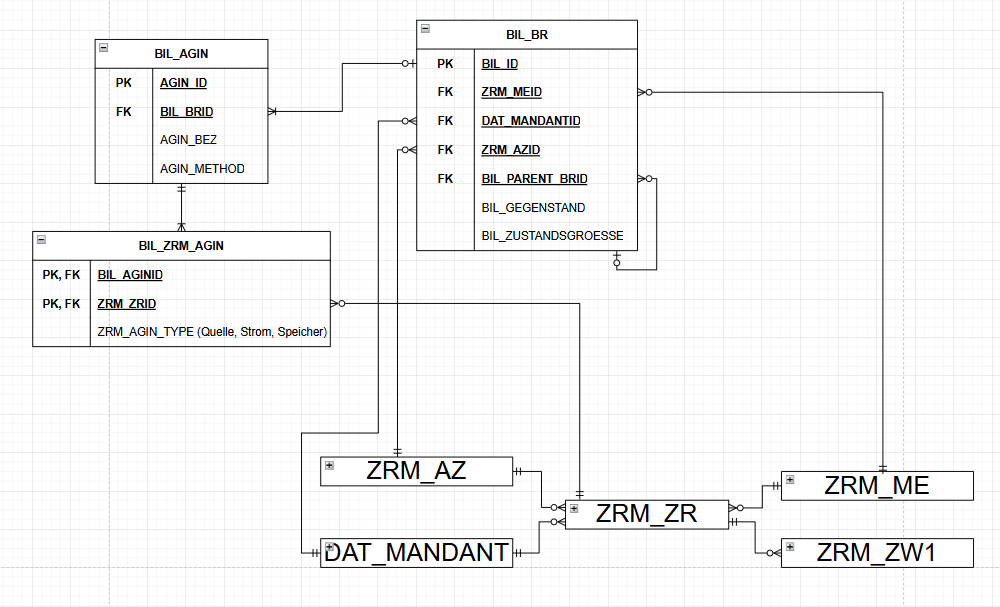 BIL_AGIN
PK AGIN_ID
FK BIL_BRID
AGIN_BEZ
AGIN_METHOD
BIL_BR
PK BIL_ID
FK ZRM_MEID
FK DAT_MANDANTID
FK ZRM_AZID
FK BIL_PARENT_BRID
BIL_GEGENSTAND
BIL_ZUSTANDSGROESSE
BIL_ZRM_AGIN
PK, FK BIL_AGINID
PK, FK ZRM_ZRID
ZRM_AGIN_TYPE (Quelle, Strom, Speicher)
ZRM_AZ
ZRM_ME
ZRM_ZR
DAT_MANDANT
ZRM_ZW1